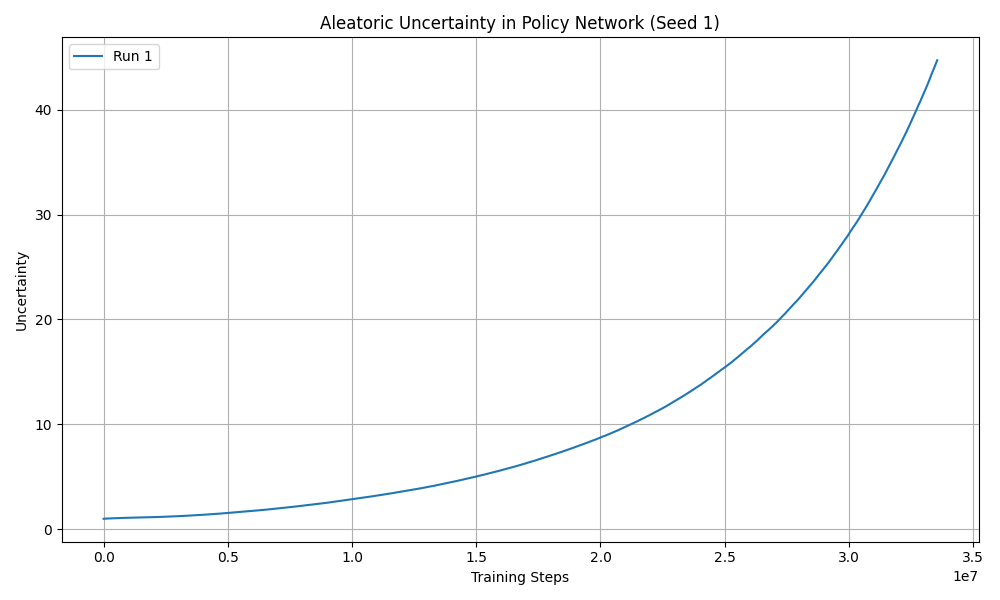 Aleatoric Uncertainty in Policy Network (Seed 1)
Run 1
Uncertainty
40
30
20
10
0
0.0 0.5 1.0 1.5 2.0 2.5 3.0 3.5
1e7
Training Steps